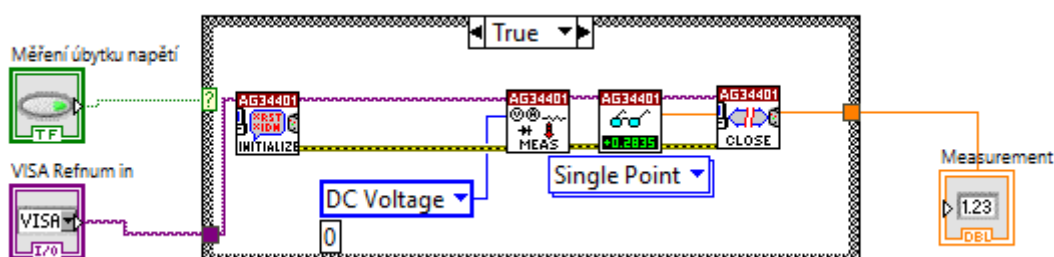 True
Měření úbytku napětí
TF
?
AG34401
*RST
*IDN
INITIALIZE
AG34401
MEAS
AG34401
+0.2835
AG34401
CLOSE
VISA Refnum in
VISA
I/O
DC Voltage
0
Single Point
Measurement
1.23
DBL